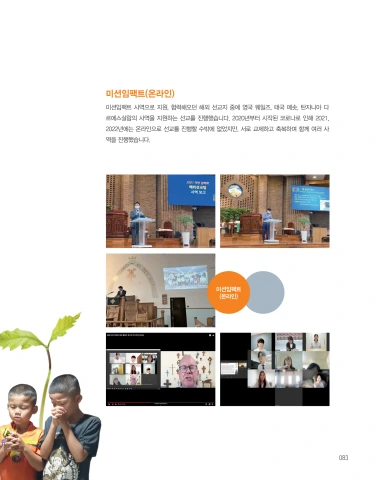 미션임팩트(온라인)
미션임팩트 사역으로 지원, 협력해오던 해외 선교지 중에 영국 웨일즈, 태국 매솟, 탄자니아 다
르에스살람의 사역을 지원하는 선교를 진행했습니다. 2020년부터 시작된 코로나로 인해 2021,
2022년에는 온라인으로 선교를 진행할 수밖에 없었지만, 서로 교제하고 축복하며 함께 여러 사
역을 진행했습니다.
미션임팩트
(온라인)
083